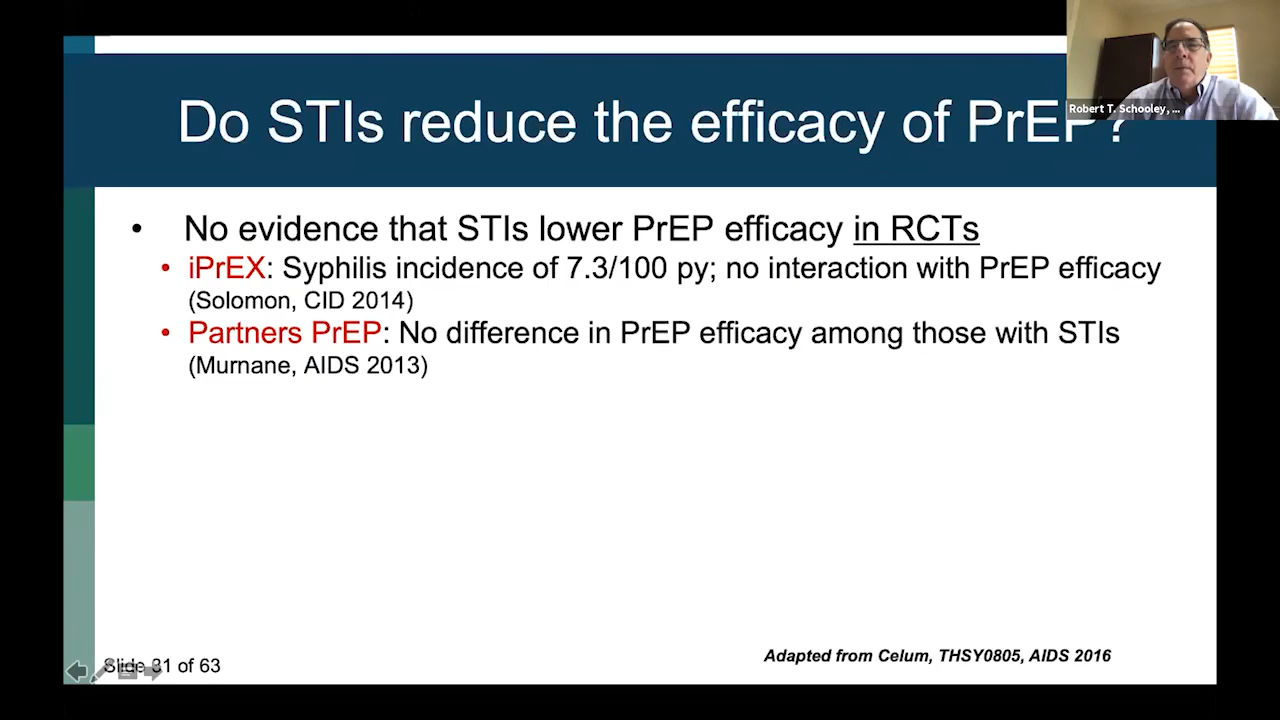 Do STIs reduce the efficacy of PrEP?
Robert T. Schooley, ...
• No evidence that STIs lower PrEP efficacy in RCTs
• iPrEX: Syphilis incidence of 7.3/100 py; no interaction with PrEP efficacy
(Solomon, CID 2014)
• Partners PrEP: No difference in PrEP efficacy among those with STIs
(Murnane, AIDS 2013)
Adapted from Celum, THSY0805, AIDS 2016
Slide 31 of 63